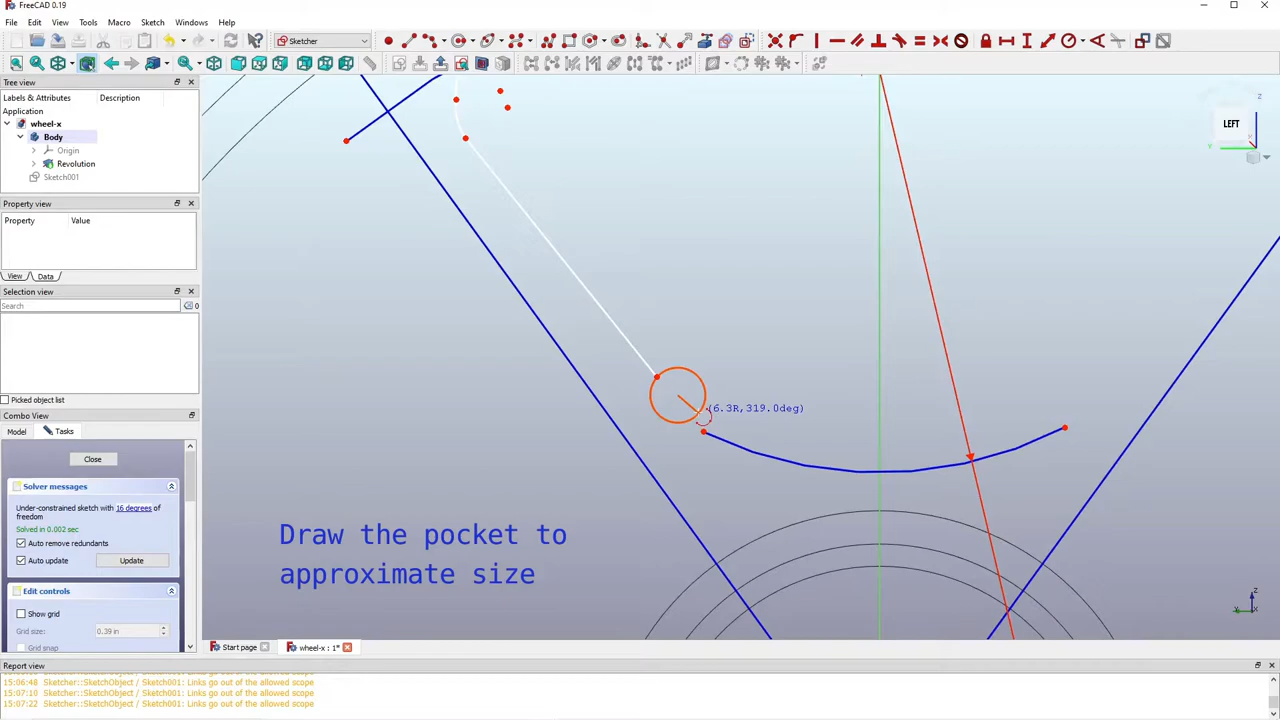 FreeCAD 0.19
File Edit View Tools Macro Sketch Windows Help
Sketcher
Tree view
Labels & Attributes Description
Application
wheel-x
Body
Origin
Revolution
Sketch001
Property view
Property Value
View Data
Selection view
Search
0
Picked object list
Combo View
Model Tasks
Close
Solver messages
Under-constrained sketch with 16 degrees of
freedom
Solved in 0.002 sec
Auto remove redundants
Auto update Update
Edit controls
Show grid
Grid size: 0.39 in
Grid snap
LEFT
(6.3R,319.0deg)
Draw the pocket to
approximate size
Start page wheel-x : 1*
Report view
15:06:48 Sketcher::SketchObject / Sketch001: Links go out of the allowed scope
15:07:10 Sketcher::SketchObject / Sketch001: Links go out of the allowed scope
15:07:22 Sketcher::SketchObject / Sketch001: Links go out of the allowed scope